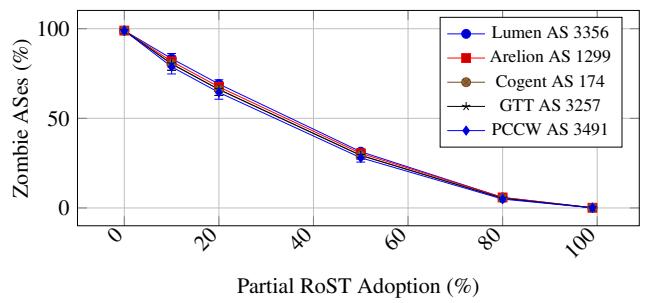 Zombie ASes (%)
100
50
0
Lumen AS 3356
Arelion AS 1299
Cogent AS 174
GTT AS 3257
PCCW AS 3491
0
20
40
60
80
100
Partial RoST Adoption (%)